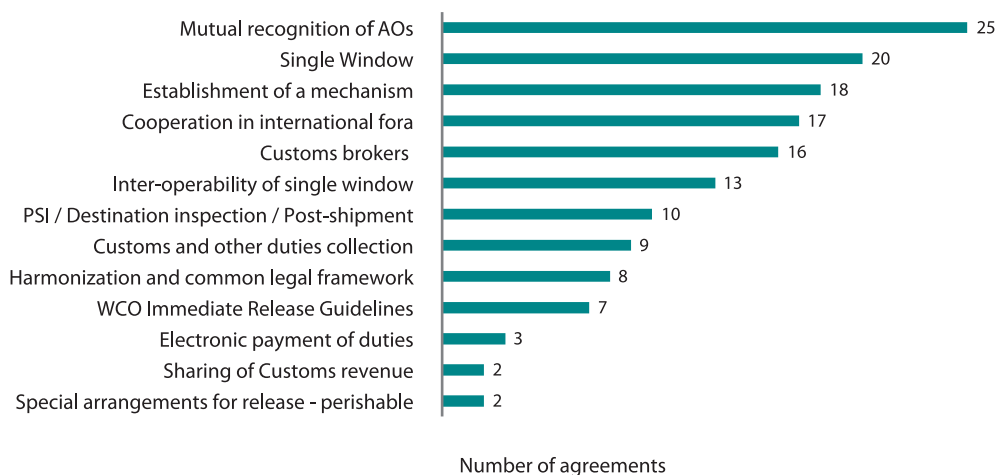 Mutual recognition of AOs 25
Single Window 20
Establishment of a mechanism 18
Cooperation in international fora 17
Customs brokers 16
Inter-operability of single window 13
PSI / Destination inspection / Post-shipment 10
Customs and other duties collection 9
Harmonization and common legal framework 8
WCO Immediate Release Guidelines 7
Electronic payment of duties 3
Sharing of Customs revenue 2
Special arrangements for release - perishable 2
Number of agreements